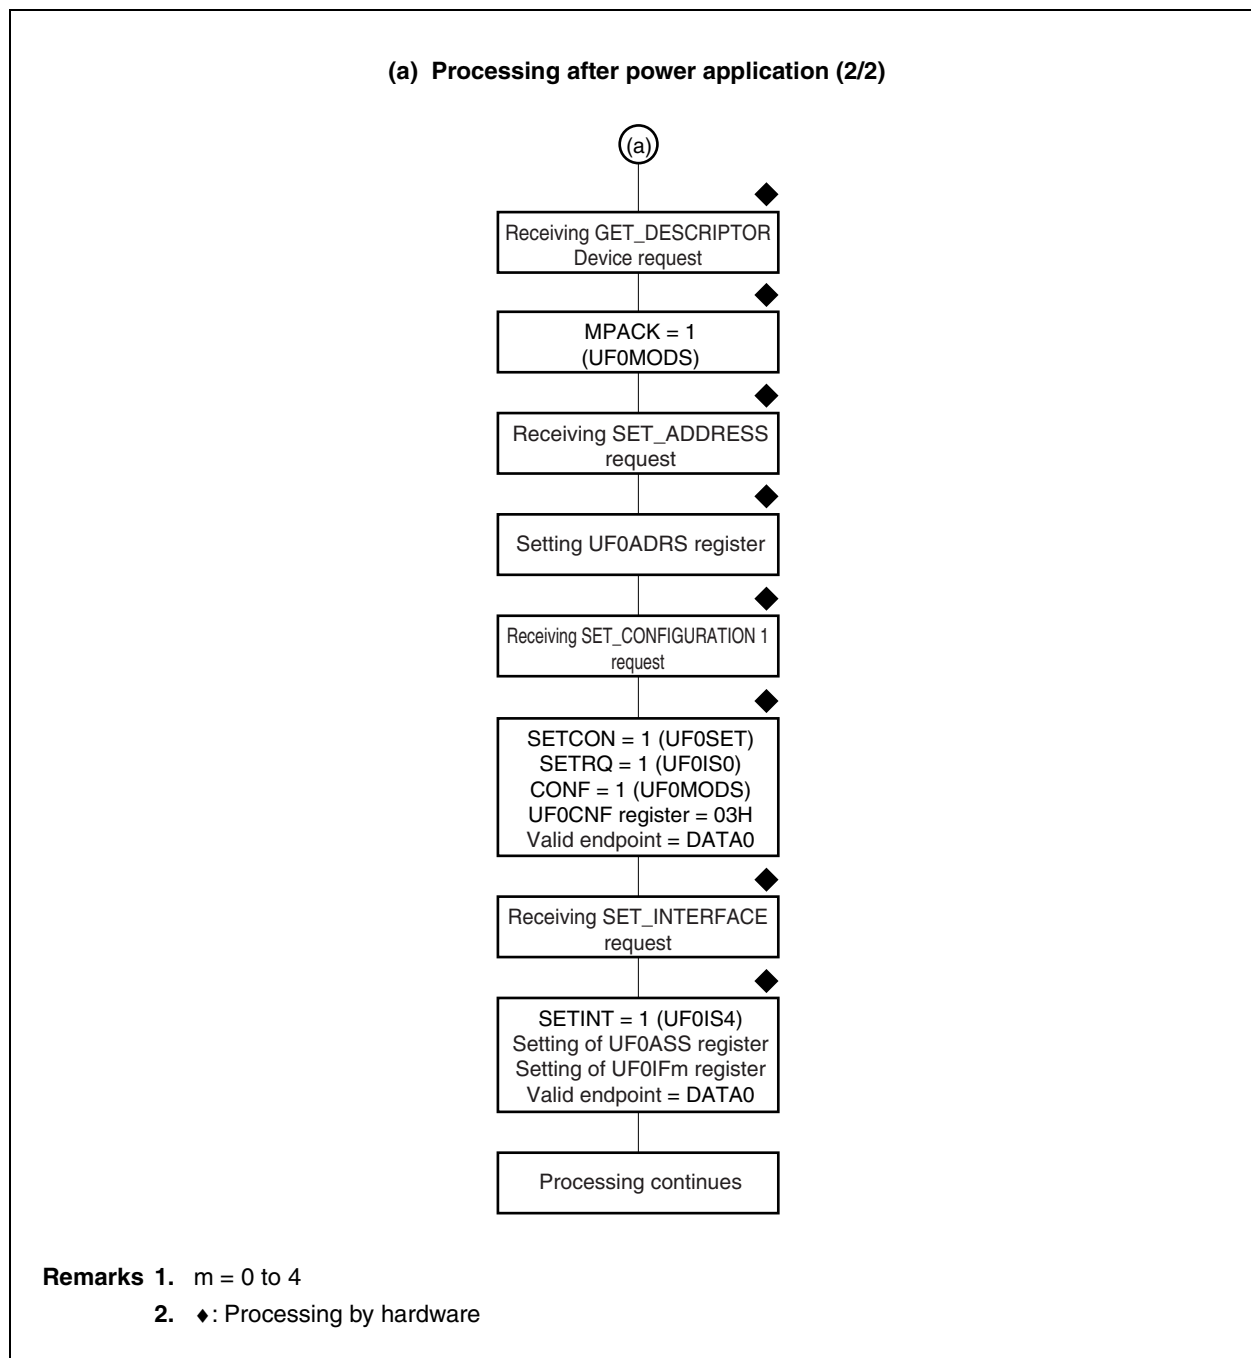 (a) Processing after power application (2/2)
(a)
Receiving GET_DESCRIPTOR
Device request
MPACK = 1
(UF0MODS)
Receiving SET_ADDRESS
request
Setting UF0ADRS register
Receiving SET_CONFIGURATION 1
request
SETCON = 1 (UF0SET)
SETRQ = 1 (UF0IS0)
CONF = 1 (UF0MODS)
UF0CNF register = 03H
Valid endpoint = DATA0
Receiving SET_INTERFACE
request
SETINT = 1 (UF0IS4)
Setting of UF0ASS register
Setting of UF0IFm register
Valid endpoint = DATA0
Processing continues
Remarks 1. m = 0 to 4
2. ♦: Processing by hardware